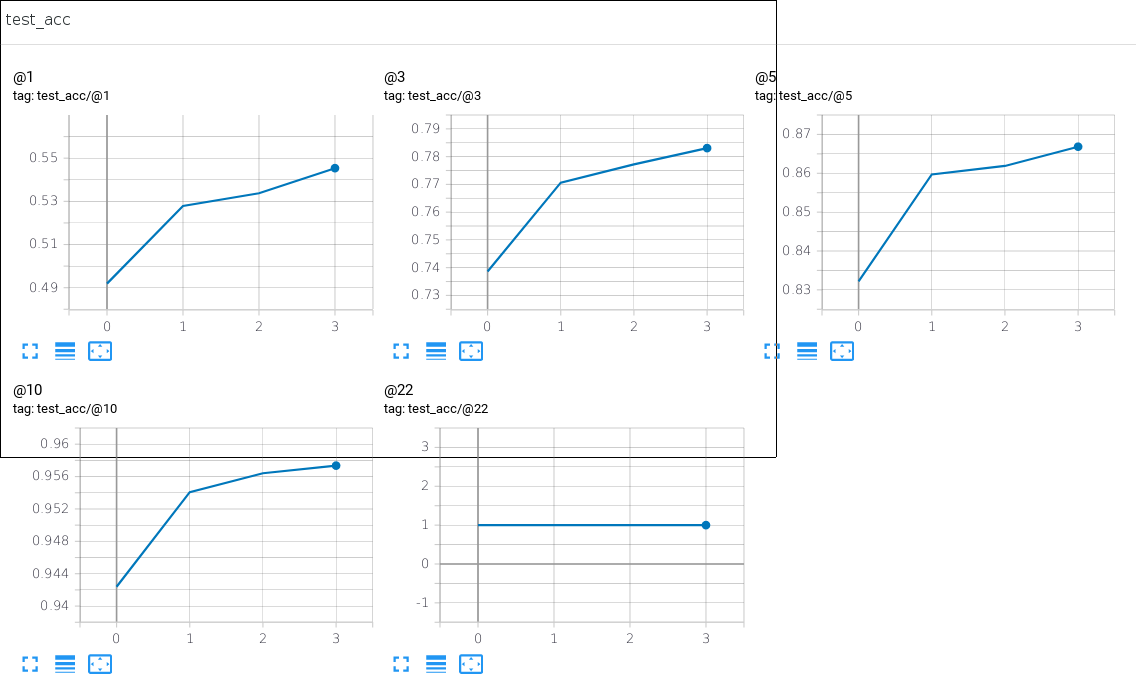 test_acc
@1
tag: test_acc/@1
0.55
0.53
0.51
0.49
0 1 2 3
@3
tag: test_acc/@3
0.79
0.78
0.77
0.76
0.75
0.74
0.73
0 1 2 3
@5
tag: test_acc/@5
0.87
0.86
0.85
0.84
0.83
0 1 2 3
@10
tag: test_acc/@10
0.96
0.956
0.952
0.948
0.944
0.94
0 1 2 3
@22
tag: test_acc/@22
3
2
1
0
-1
0 1 2 3